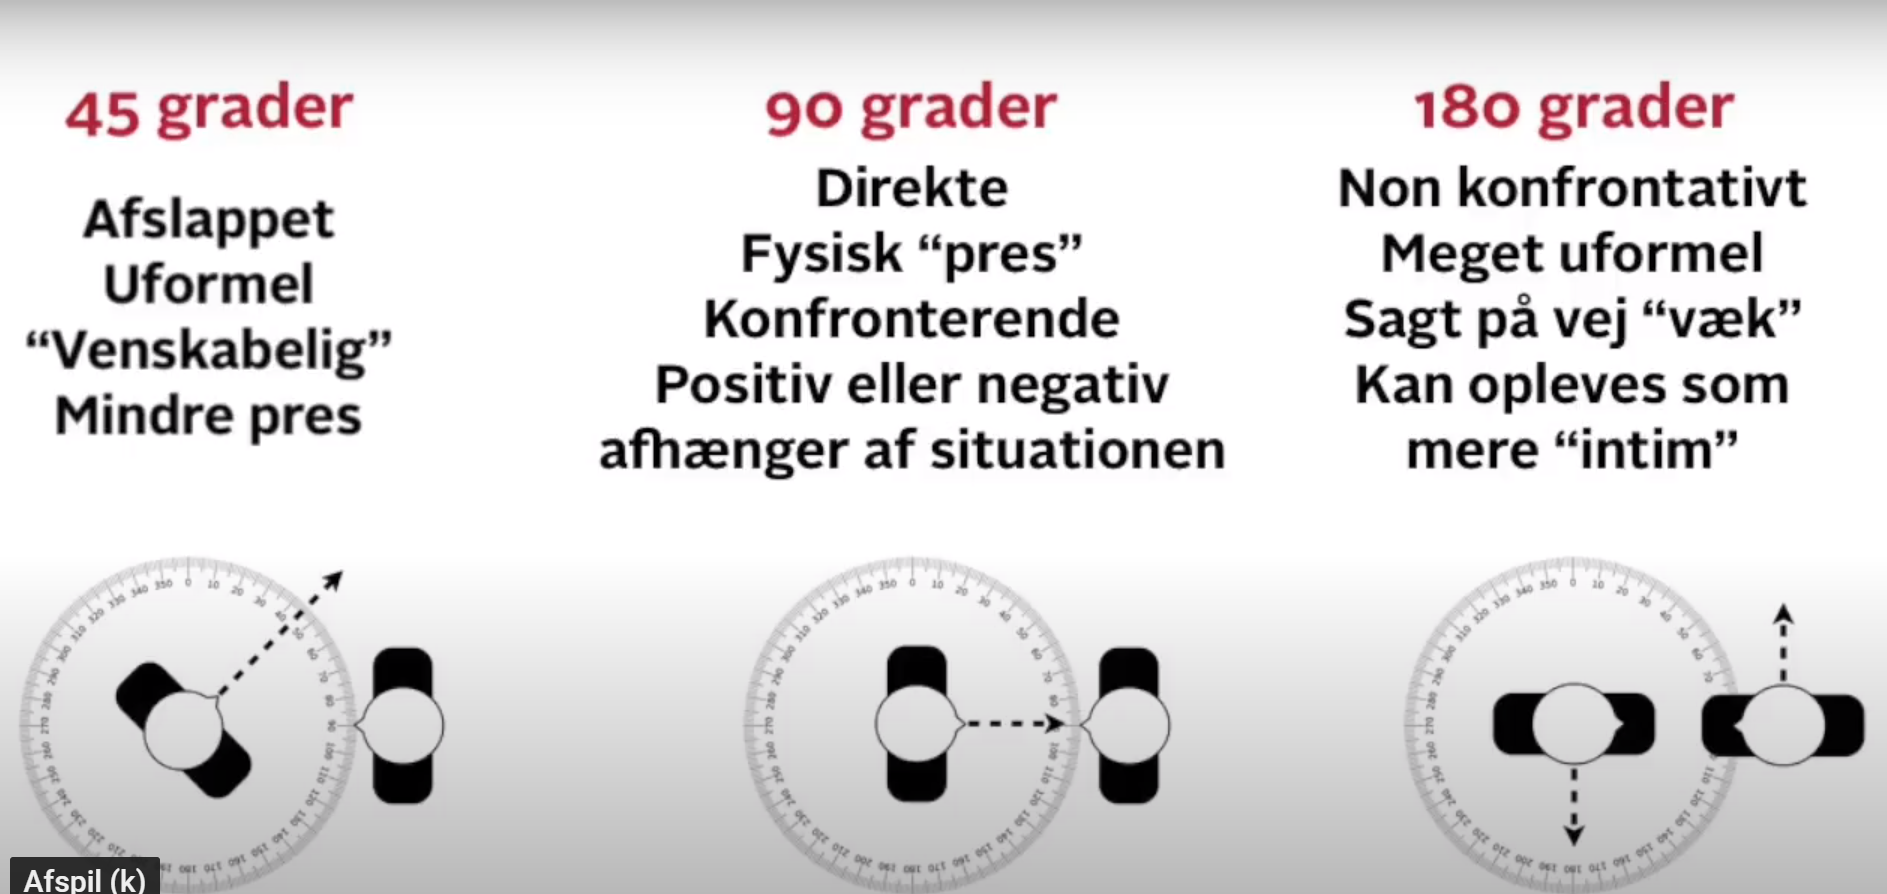 45 grader
Afslappet
Uformel
“Venskabelig”
Mindre pres
90 grader
Direkte
Fysisk “pres”
Konfronterende
Positiv eller negativ
afhænger af situationen
180 grader
Non konfrontativt
Meget uformel
Sagt på vej “væk”
Kan opleves som
mere “intim”
Afspil (k)